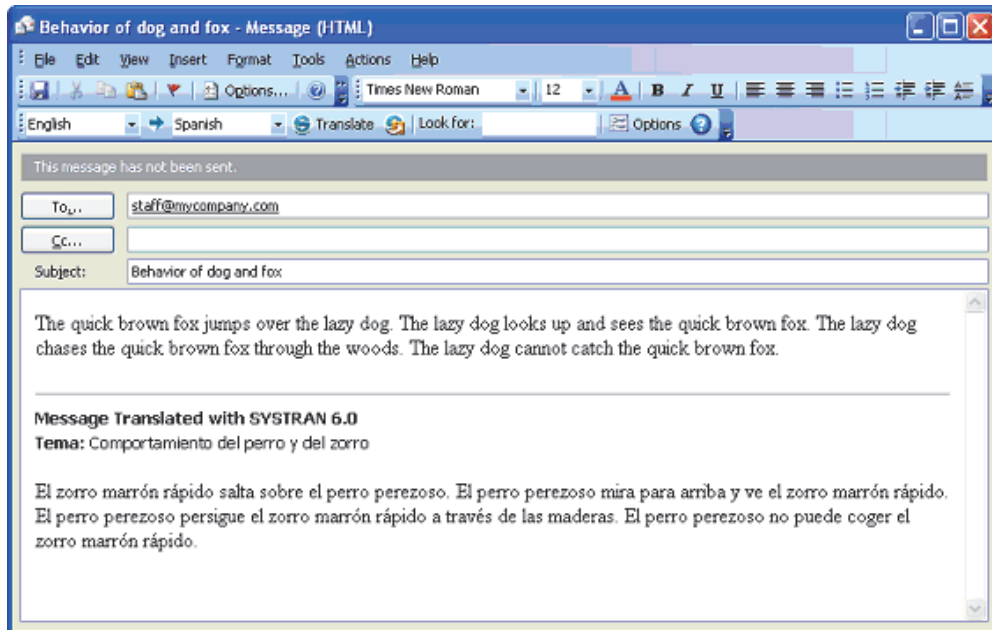 Behavior of dog and fox - Message (HTML)
File Edit View Insert Format Tools Actions Help
Options... Times New Roman 12 A B I U
English Spanish Translate Look for: Options
This message has not been sent.
To... staff@mycompany.com
Cc...
Subject: Behavior of dog and fox
The quick brown fox jumps over the lazy dog. The lazy dog looks up and sees the quick brown fox. The lazy dog
chases the quick brown fox through the woods. The lazy dog cannot catch the quick brown fox.
Message Translated with SYSTRAN 6.0
Tema: Comportamiento del perro y del zorro
El zorro marrón rápido salta sobre el perro perezoso. El perro perezoso mira para arriba y ve el zorro marrón rápido.
El perro perezoso persigue el zorro marrón rápido a través de las maderas. El perro perezoso no puede coger el
zorro marrón rápido.